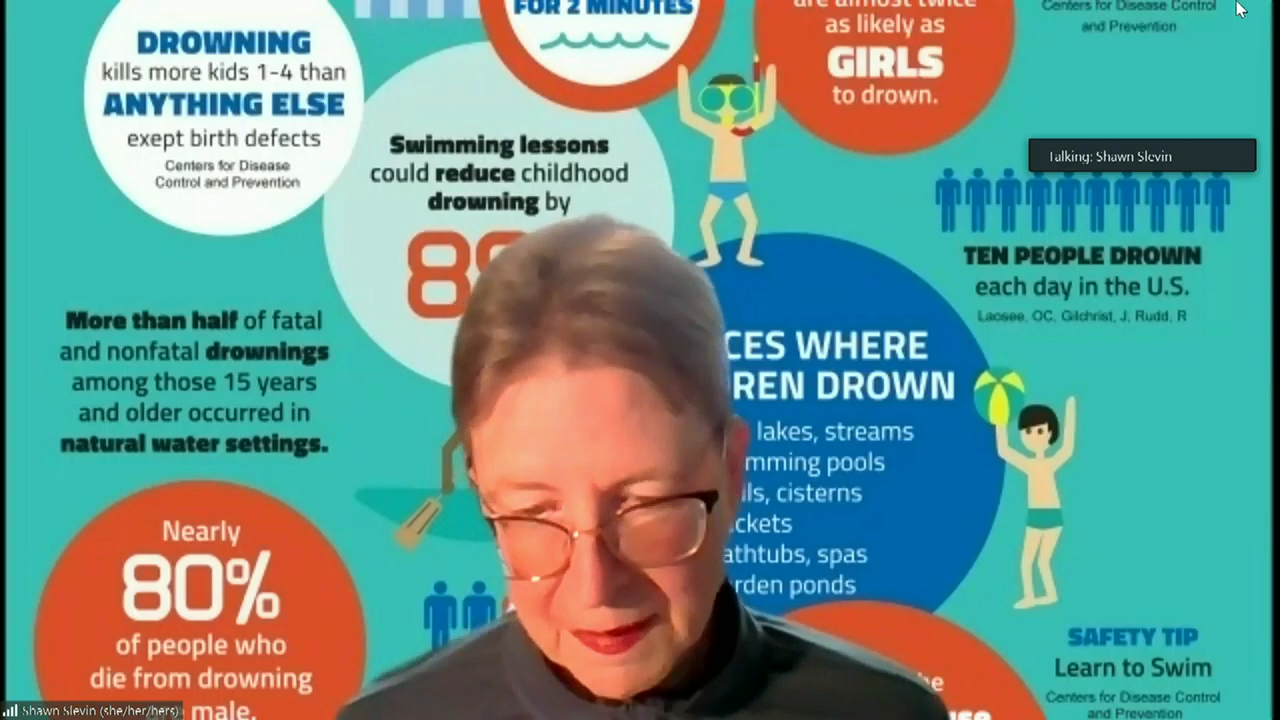 FOR 2 MINUTES
are almost twice
as likely as
GIRLS
to drown.
Centers for Disease Control
and Prevention
DROWNING
kills more kids 1-4 than
ANYTHING ELSE
exept birth defects
Centers for Disease
Control and Prevention
Swimming lessons
could reduce childhood
drowning by
8
Talking: Shawn Slevin
TEN PEOPLE DROWN
each day in the U.S.
Laosee, OC, Gilchrist, J, Rudd, R
More than half of fatal
and nonfatal drownings
among those 15 years
and older occurred in
natural water settings.
CES WHERE
REN DROWN
lakes, streams
mming pools
lls, cisterns
ckets
athtubs, spas
rden ponds
Nearly
80%
of people who
die from drowning
male.
SAFETY TIP
Learn to Swim
Centers for Disease Control
and Prevention
Shawn Slevin (she/her/hers)